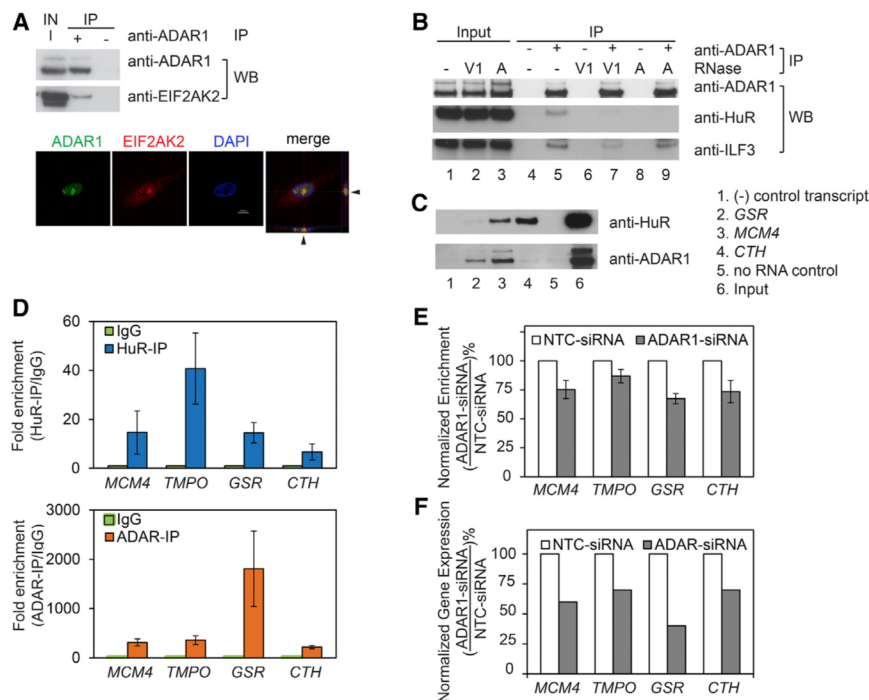 A
IN IP
I + - anti-ADAR1 IP
anti-ADAR1
anti-EIF2AK2
WB
ADAR1 EIF2AK2 DAPI merge
B
Input IP
- + - + - + anti-ADAR1
- V1 A - - V1 V1 A A RNase
IP
anti-ADAR1
anti-HuR
anti-ILF3
WB
1 2 3 4 5 6 7 8 9
C
anti-HuR
anti-ADAR1
1 2 3 4 5 6
1. (-) control transcript
2. GSR
3. MCM4
4. CTH
5. no RNA control
6. Input
D
Fold enrichment
(HuR-IP/IgG)
60
40
20
0
IgG
HuR-IP
MCM4 TMPO GSR CTH
Fold enrichment
(ADAR-IP/IgG)
3000
2000
1000
0
IgG
ADAR-IP
MCM4 TMPO GSR CTH
E
Normalized Enrichment
(ADAR1-siRNA/NTC-siRNA)%
100
75
50
25
0
NTC-siRNA ADAR1-siRNA
MCM4 TMPO GSR CTH
F
Normalized Gene Expression
(ADAR1-siRNA/NTC-siRNA)%
100
75
50
25
0
NTC-siRNA ADAR-siRNA
MCM4 TMPO GSR CTH